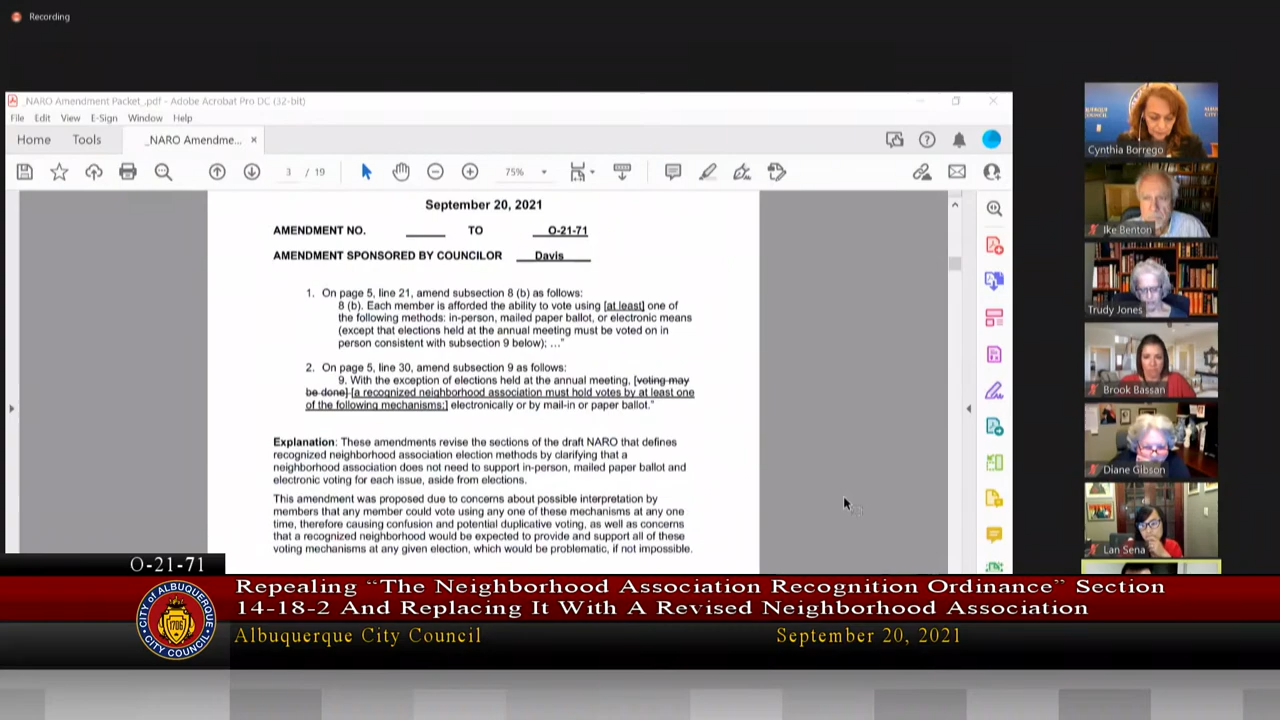 Recording
_NARO Amendment Packet_.pdf - Adobe Acrobat Pro DC (32-bit)
File Edit View E-Sign Window Help
Home Tools _NARO Amendme... ×
3 / 19 75%
September 20, 2021
AMENDMENT NO. ______ TO O-21-71
AMENDMENT SPONSORED BY COUNCILOR Davis
1. On page 5, line 21, amend subsection 8 (b) as follows:
8 (b). Each member is afforded the ability to vote using [at least] one of
the following methods: in-person, mailed paper ballot, or electronic means
(except that elections held at the annual meeting must be voted on in
person consistent with subsection 9 below); …"
2. On page 5, line 30, amend subsection 9 as follows:
9. With the exception of elections held at the annual meeting, [voting may
be done] [a recognized neighborhood association must hold votes by at least one
of the following mechanisms:] electronically or by mail-in or paper ballot."
Explanation: These amendments revise the sections of the draft NARO that defines
recognized neighborhood association election methods by clarifying that a
neighborhood association does not need to support in-person, mailed paper ballot and
electronic voting for each issue, aside from elections.
This amendment was proposed due to concerns about possible interpretation by
members that any member could vote using any one of these mechanisms at any one
time, therefore causing confusion and potential duplicative voting, as well as concerns
that a recognized neighborhood would be expected to provide and support all of these
voting mechanisms at any given election, which would be problematic, if not impossible.
Cynthia Borrego
Ike Benton
Trudy Jones
Brook Bassan
Diane Gibson
Lan Sena
O-21-71
Repealing "The Neighborhood Association Recognition Ordinance" Section
14-18-2 And Replacing It With A Revised Neighborhood Association
Albuquerque City Council September 20, 2021
CITY OF ALBUQUERQUE
1706
CITY COUNCIL